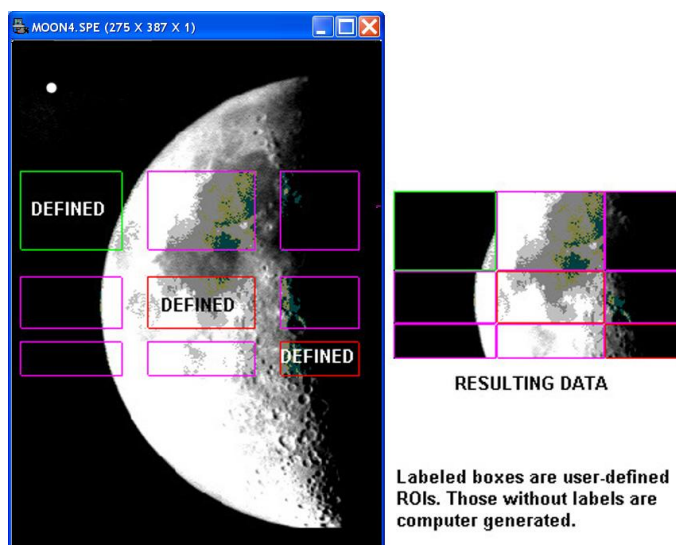 MOON4.SPE (275 X 387 X 1)
DEFINED
DEFINED
DEFINED
RESULTING DATA
Labeled boxes are user-defined
ROIs. Those without labels are
computer generated.